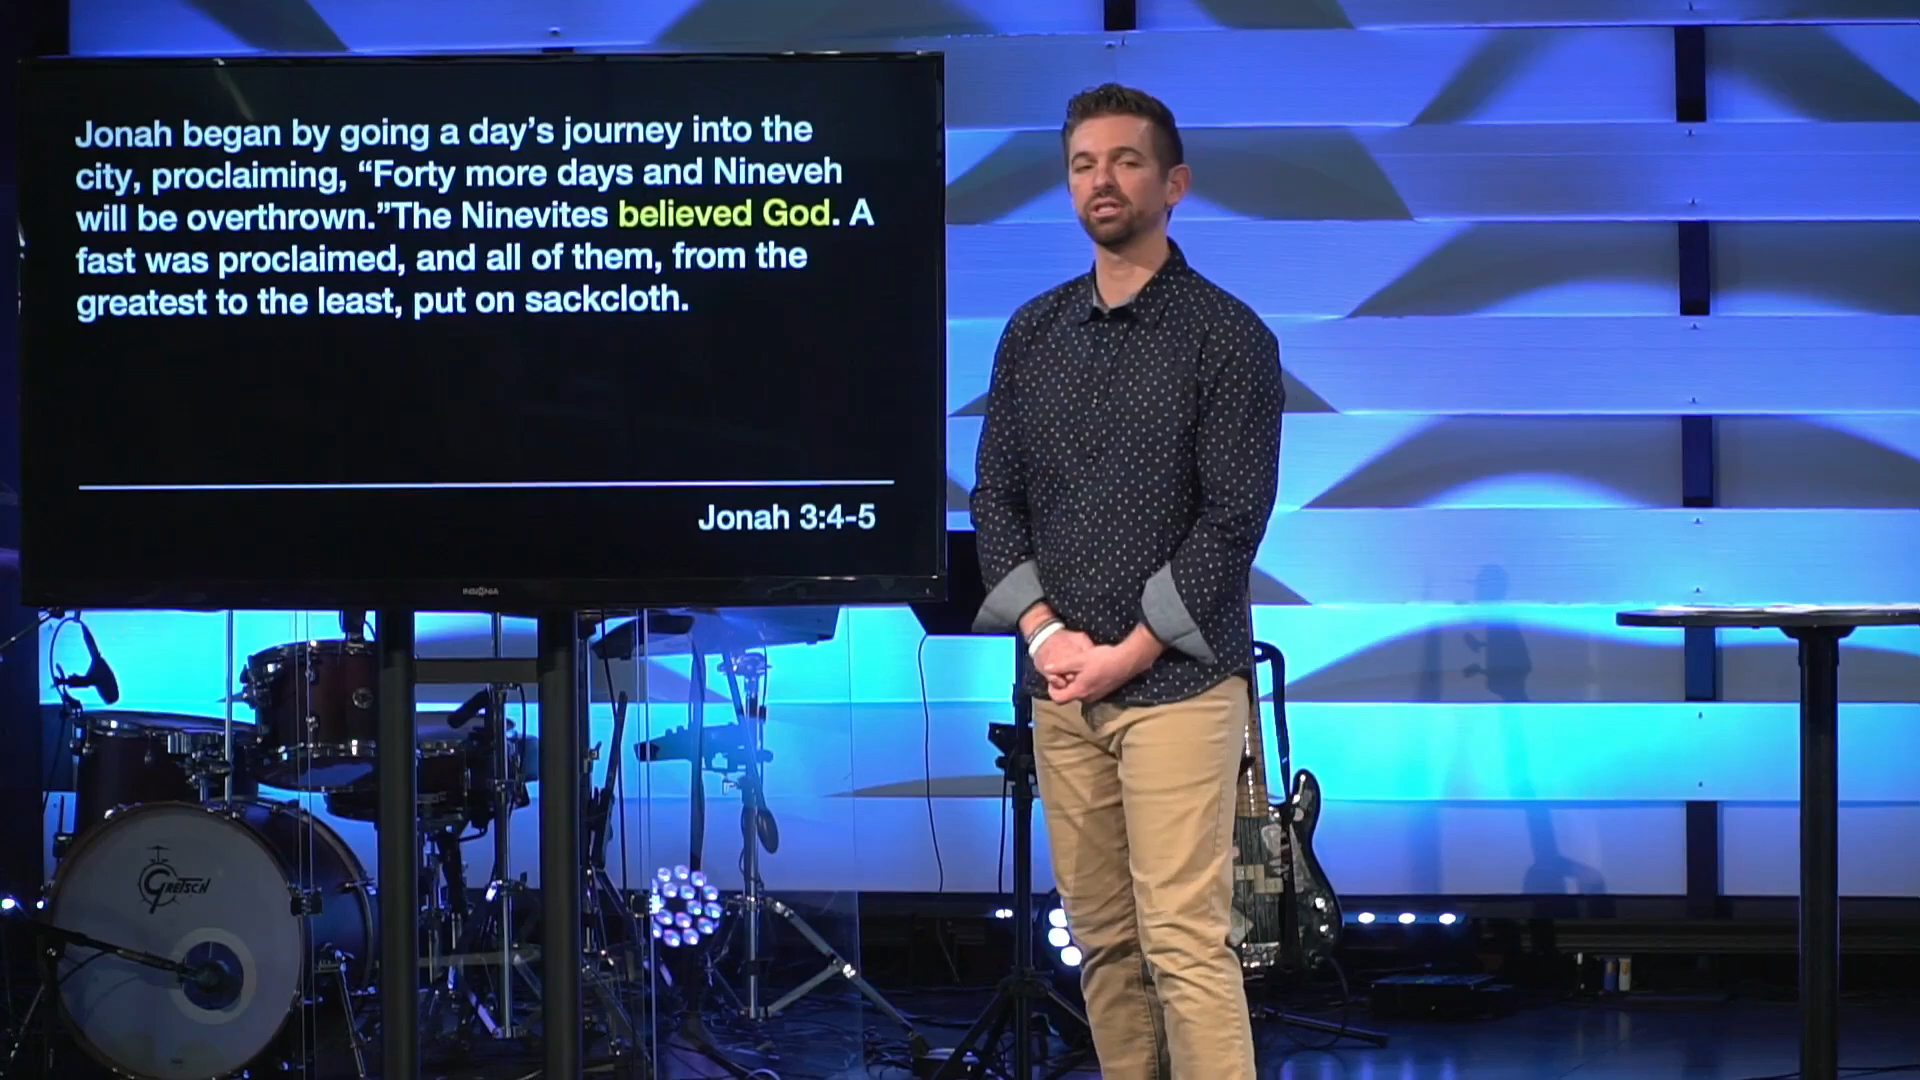 Jonah began by going a day’s journey into the
city, proclaiming, “Forty more days and Nineveh
will be overthrown.”The Ninevites believed God. A
fast was proclaimed, and all of them, from the
greatest to the least, put on sackcloth.
Jonah 3:4-5
INSIGNIA
GRETSCH